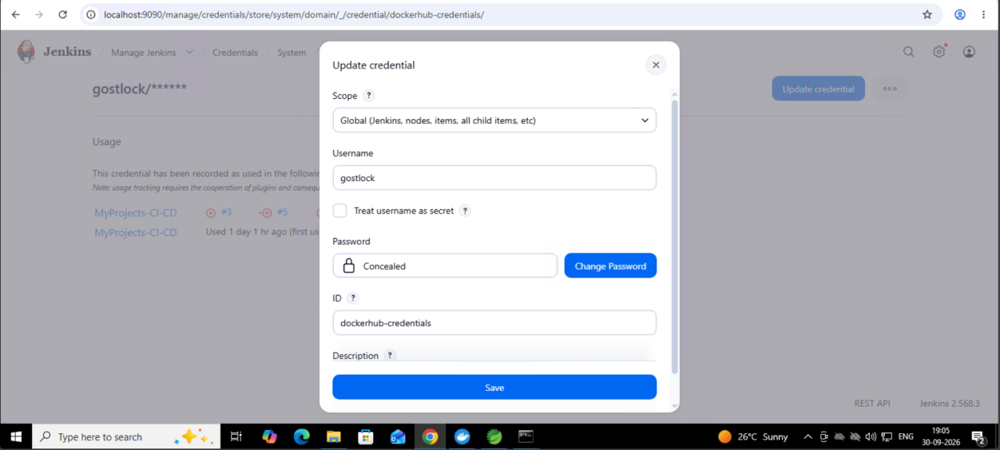 localhost:9090/manage/credentials/store/system/domain/_/credential/dockerhub-credentials/
Jenkins / Manage Jenkins / Credentials / System /
gostlock/******
Update credential
Usage
This credential has been recorded as used in the followin
Note: usage tracking requires the cooperation of plugins and consequ
MyProjects-CI-CD #3 - #5
MyProjects-CI-CD Used 1 day 1 hr ago (first us
Update credential
Scope ?
Global (Jenkins, nodes, items, all child items, etc)
Username
gostlock
Treat username as secret ?
Password
Concealed
Change Password
ID ?
dockerhub-credentials
Description ?
Save
REST API Jenkins 2.568.3
Type here to search
26°C Sunny
ENG
19:05
30-09-2026
2